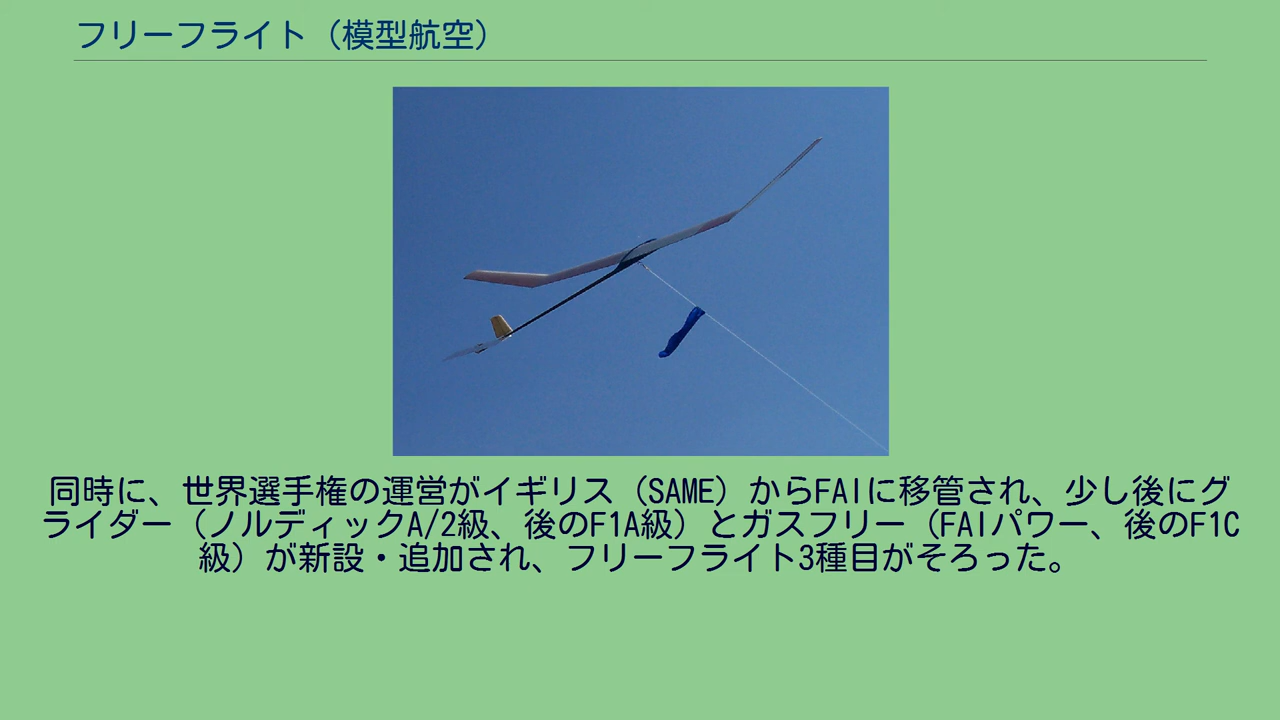 フリーフライト（模型航空）
同時に、世界選手権の運営がイギリス（SAME）からFAIに移管され、少し後にグ
ライダー（ノルディックA/2級、後のF1A級）とガスフリー（FAIパワー、後のF1C
級）が新設・追加され、フリーフライト3種目がそろった。